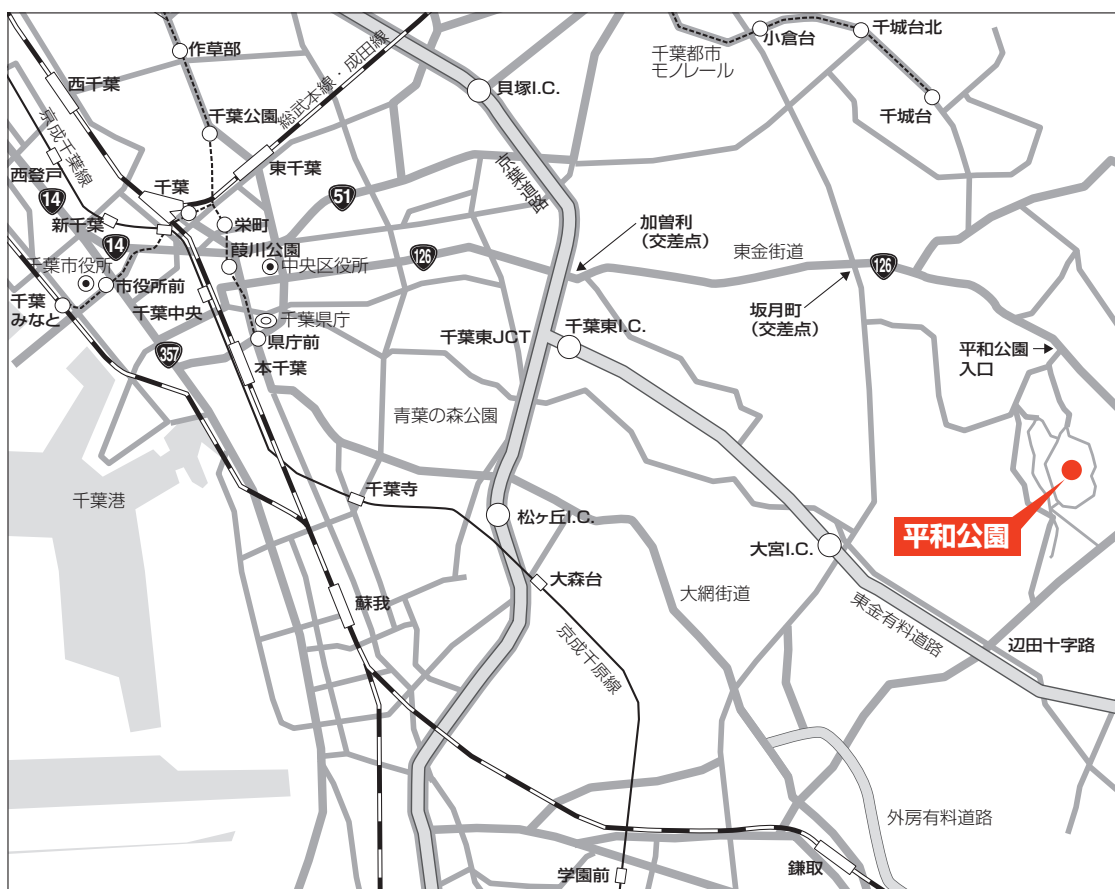 作草部
西千葉
千葉公園
総武本線・成田線
京成千葉線
東千葉
西登戸
14
千葉
51
新千葉
14
栄町
葭川公園
中央区役所
126
千葉市役所
市役所前
千葉
みなと
千葉中央
千葉県庁
県庁前
357
本千葉
千葉港
千葉寺
蘇我
貝塚I.C.
京葉道路
千葉都市
モノレール
小倉台
千城台北
千城台
加曽利
(交差点)
東金街道
126
坂月町
(交差点)
千葉東JCT
千葉東I.C.
平和公園
入口
青葉の森公園
松ヶ丘I.C.
大宮I.C.
平和公園
大森台
大網街道
京成千原線
東金有料道路
辺田十字路
外房有料道路
学園前
鎌取